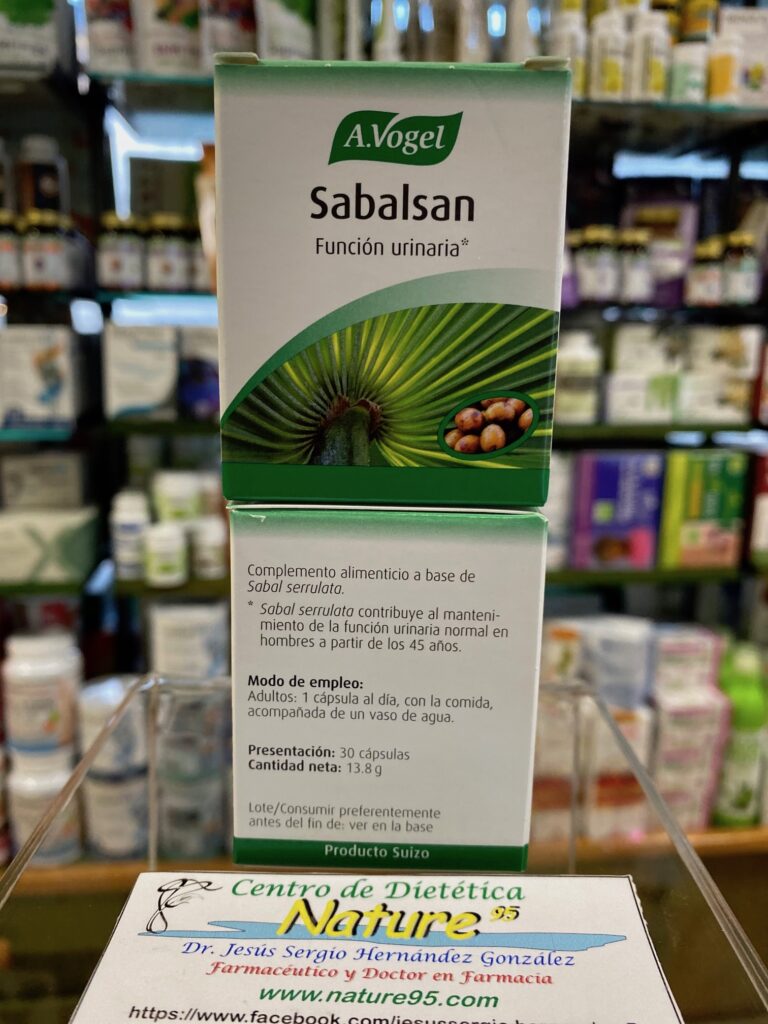 A.Vogel
Sabalsan
Función urinaria*
Complemento alimenticio a base de
Sabal serrulata.
* Sabal serrulata contribuye al manteni-
miento de la función urinaria normal en
hombres a partir de los 45 años.
Modo de empleo:
Adultos: 1 cápsula al día, con la comida,
acompañada de un vaso de agua.
Presentación: 30 cápsulas
Cantidad neta: 13.8 g
Lote/Consumir preferentemente
antes del fin de: ver en la base
Producto Suizo
Centro de Dietética
Nature 95
Dr. Jesús Sergio Hernández González
Farmacéutico y Doctor en Farmacia
www.nature95.com